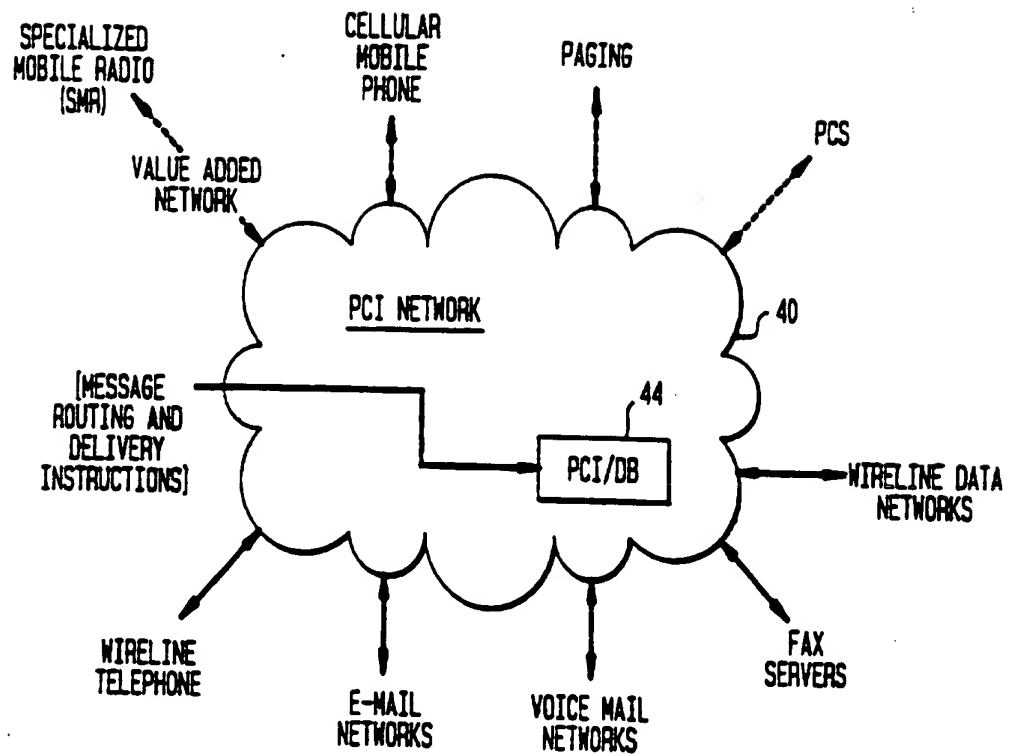 SPECIALIZED
MOBILE RADIO
(SMR)
CELLULAR
MOBILE
PHONE
PAGING
PCS
VALUE ADDED
NETWORK
PCI NETWORK
40
[MESSAGE
ROUTING AND
DELIVERY
INSTRUCTIONS]
44
PCI/DB
WIRELINE DATA
NETWORKS
WIRELINE
TELEPHONE
E-MAIL
NETWORKS
VOICE MAIL
NETWORKS
FAX
SERVERS